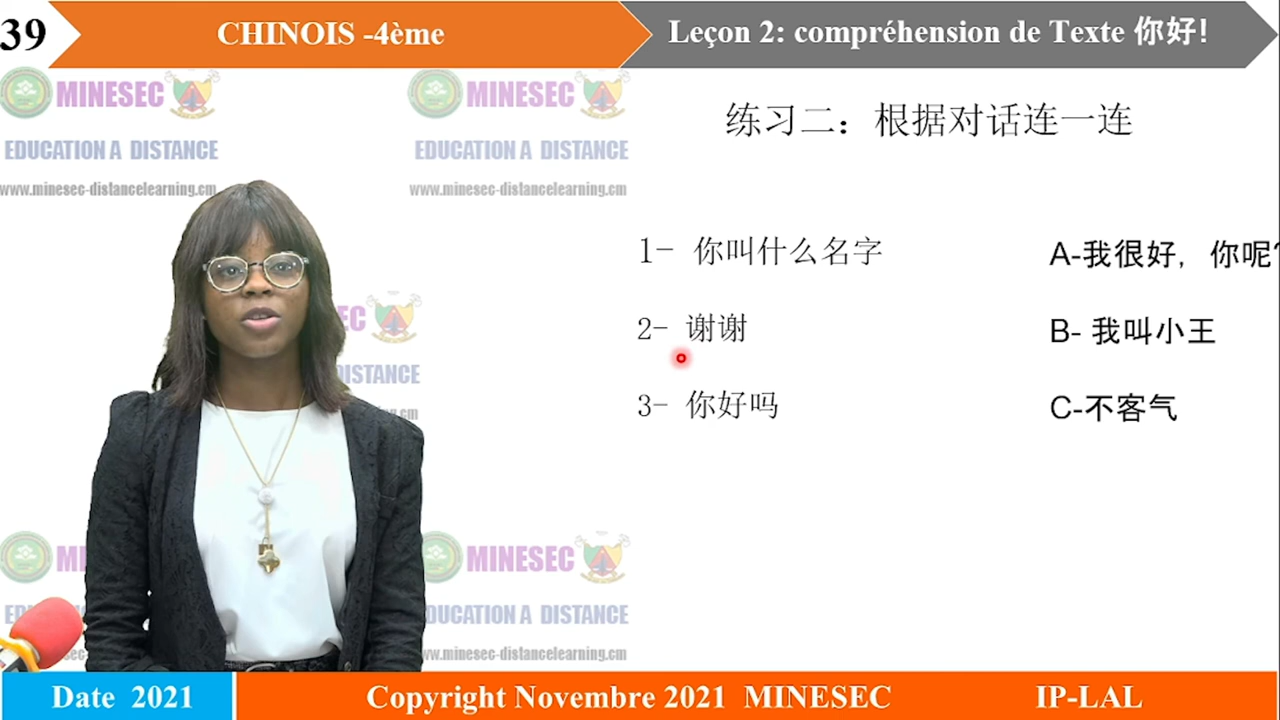 39
CHINOIS -4ème
Leçon 2: compréhension de Texte 你好!
MINESEC
EDUCATION A DISTANCE
www.minesec-distancelearning.cm
MINESEC
EDUCATION A DISTANCE
www.minesec-distancelearning.cm
练习二：根据对话连一连
1- 你叫什么名字
A-我很好，你呢?
2- 谢谢
B- 我叫小王
3- 你好吗
C-不客气
MINESEC
EDUCATION A DISTANCE
www.minesec-distancelearning.cm
Date 2021
Copyright Novembre 2021 MINESEC
IP-LAL